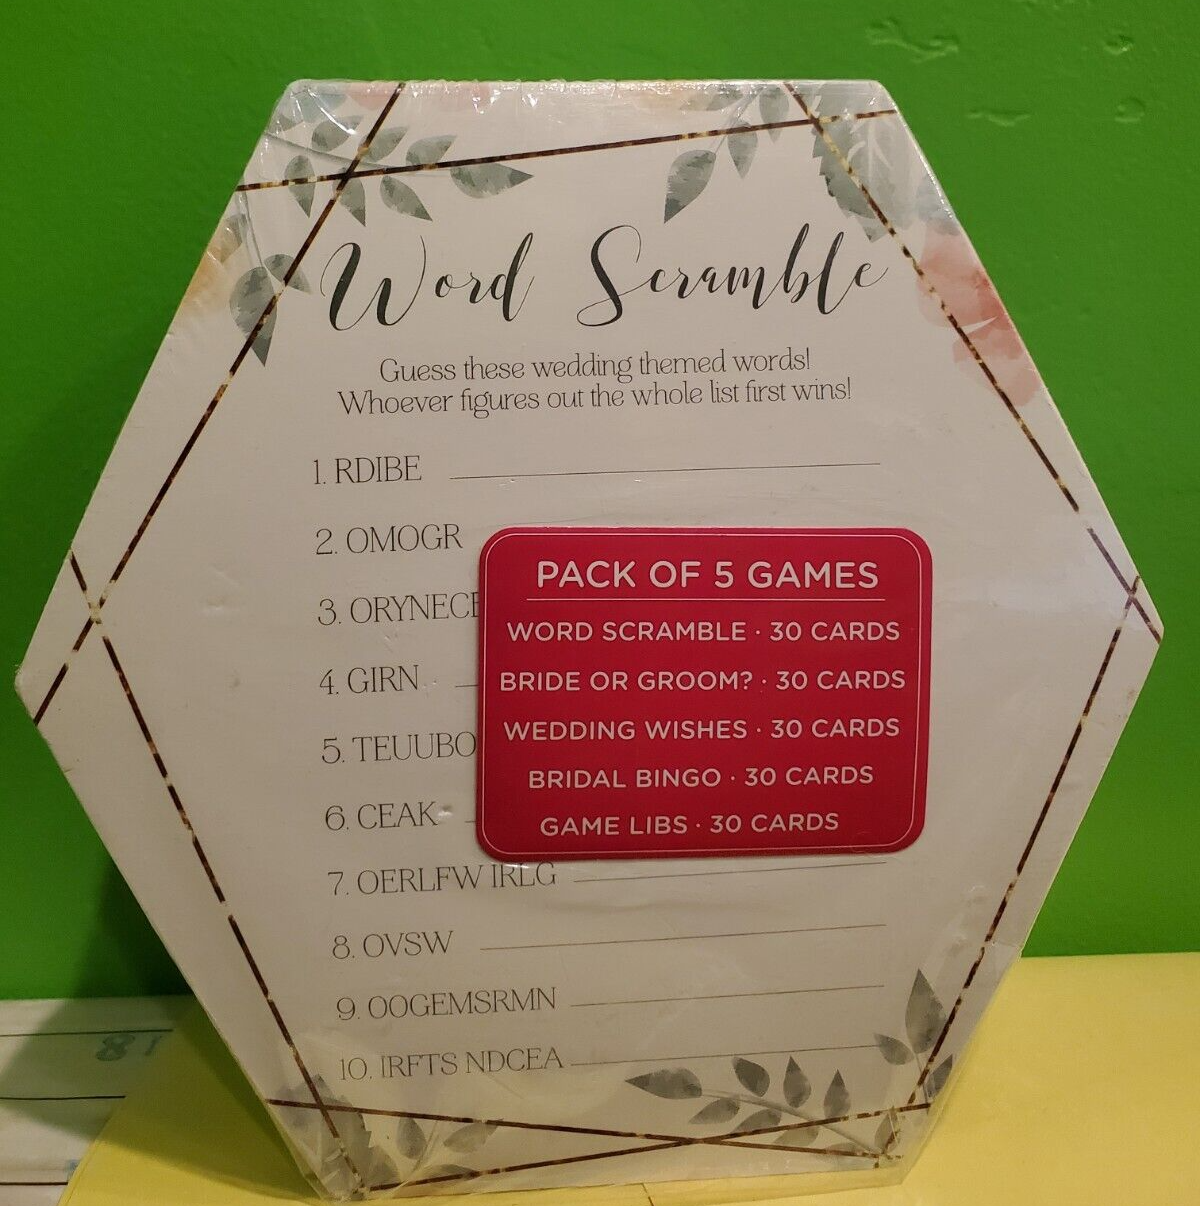 Word Scramble
Guess these wedding themed words!
Whoever figures out the whole list first wins!
1. RDIBE
2. OMOGR
3. ORYNECE
4. GIRN
5. TEUUBO
6. CEAK
7. OERLFW IRLG
8. OVSW
9. OOGEMSRMN
10. IRFTS NDCEA
PACK OF 5 GAMES
WORD SCRAMBLE · 30 CARDS
BRIDE OR GROOM? · 30 CARDS
WEDDING WISHES · 30 CARDS
BRIDAL BINGO · 30 CARDS
GAME LIBS · 30 CARDS
18